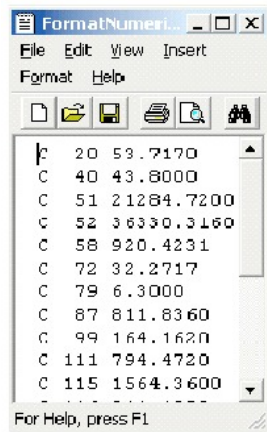 FormatNumeri...
File Edit View Insert
Format Help
C 20 53.7170
C 40 43.8000
C 51 21284.7200
C 52 36330.3160
C 58 920.4231
C 72 32.2717
C 79 6.3000
C 87 811.8360
C 99 164.1620
C 111 794.4720
C 115 1564.3600
For Help, press F1